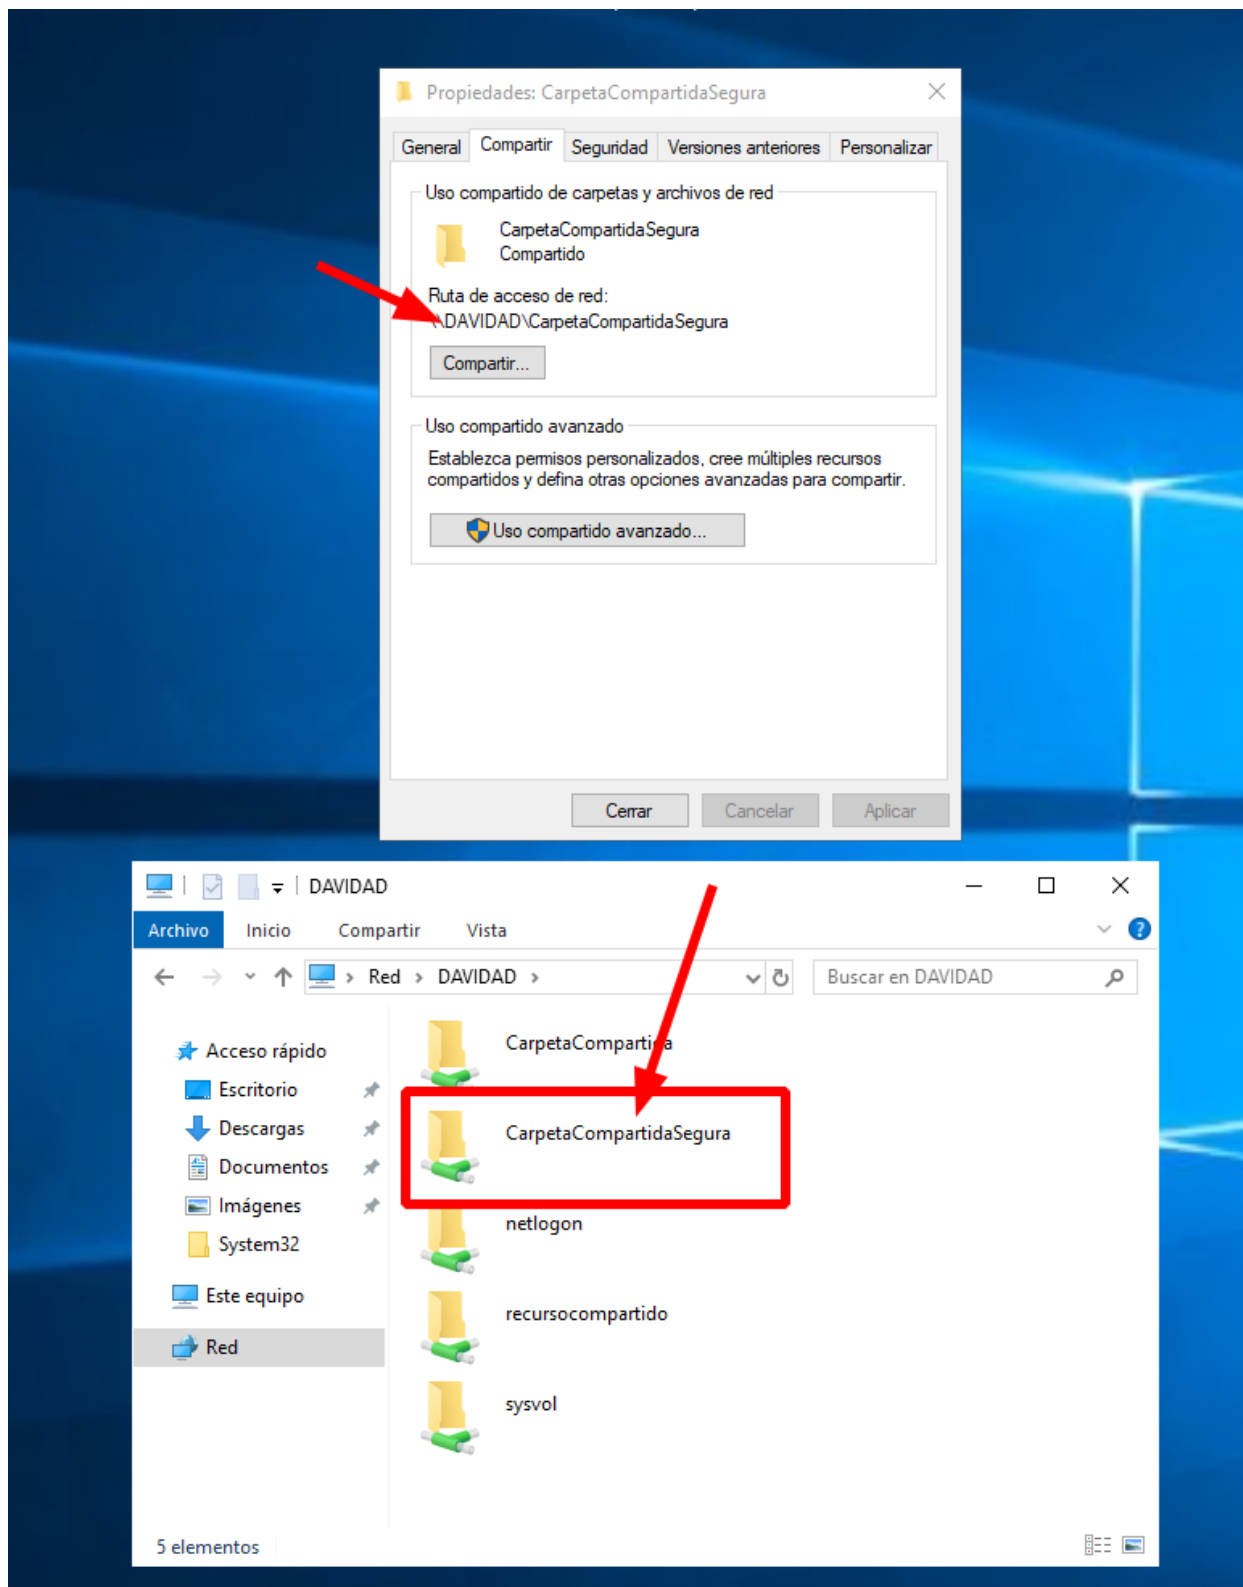 Propiedades: CarpetaCompartidaSegura
General Compartir Seguridad Versiones anteriores Personalizar
Uso compartido de carpetas y archivos de red
CarpetaCompartidaSegura
Compartido
Ruta de acceso de red:
\\DAVIDAD\CarpetaCompartidaSegura
Compartir...
Uso compartido avanzado
Establezca permisos personalizados, cree múltiples recursos
compartidos y defina otras opciones avanzadas para compartir.
Uso compartido avanzado...
Cerrar Cancelar Aplicar
DAVIDAD
Archivo Inicio Compartir Vista
Red > DAVIDAD >
Buscar en DAVIDAD
Acceso rápido
Escritorio
Descargas
Documentos
Imágenes
System32
Este equipo
Red
CarpetaCompartida
CarpetaCompartidaSegura
netlogon
recursocompartido
sysvol
5 elementos